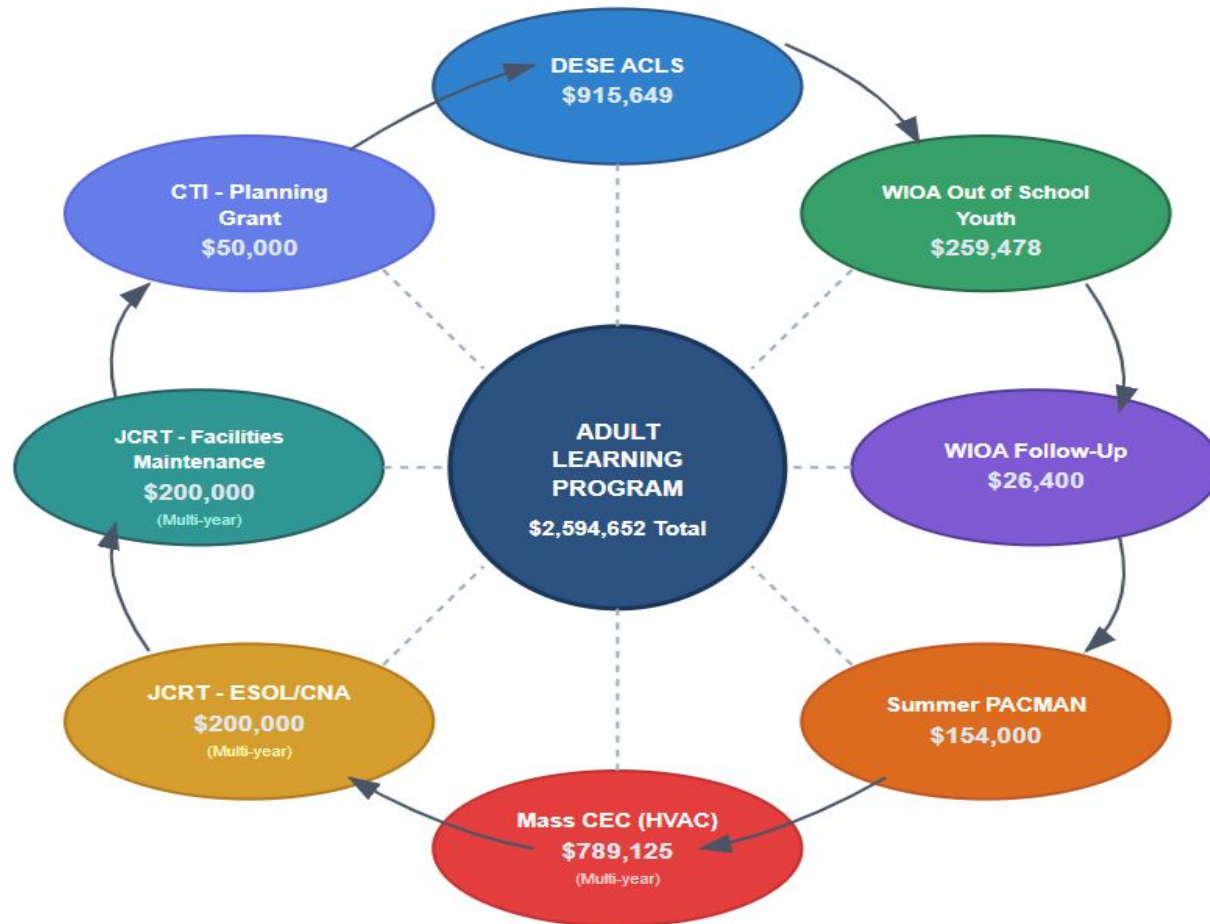 DESE ACLS
$915,649
CTI - Planning
Grant
$50,000
WIOA Out of School
Youth
$259,478
JCRT - Facilities
Maintenance
$200,000
(Multi-year)
ADULT
LEARNING
PROGRAM
$2,594,652 Total
WIOA Follow-Up
$26,400
JCRT - ESOL/CNA
$200,000
(Multi-year)
Summer PACMAN
$154,000
Mass CEC (HVAC)
$789,125
(Multi-year)